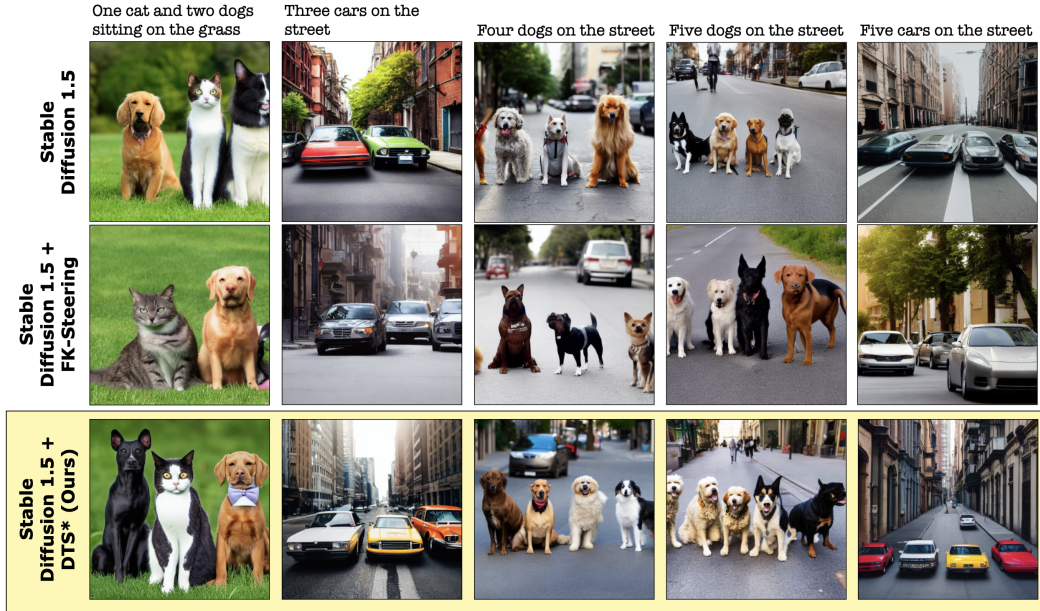 One cat and two dogs
sitting on the grass
Three cars on the
street
Four dogs on the street
Five dogs on the street
Five cars on the street
Stable
Diffusion 1.5
Stable
Diffusion 1.5 +
FK-Steering
Stable
Diffusion 1.5 +
DTS* (Ours)